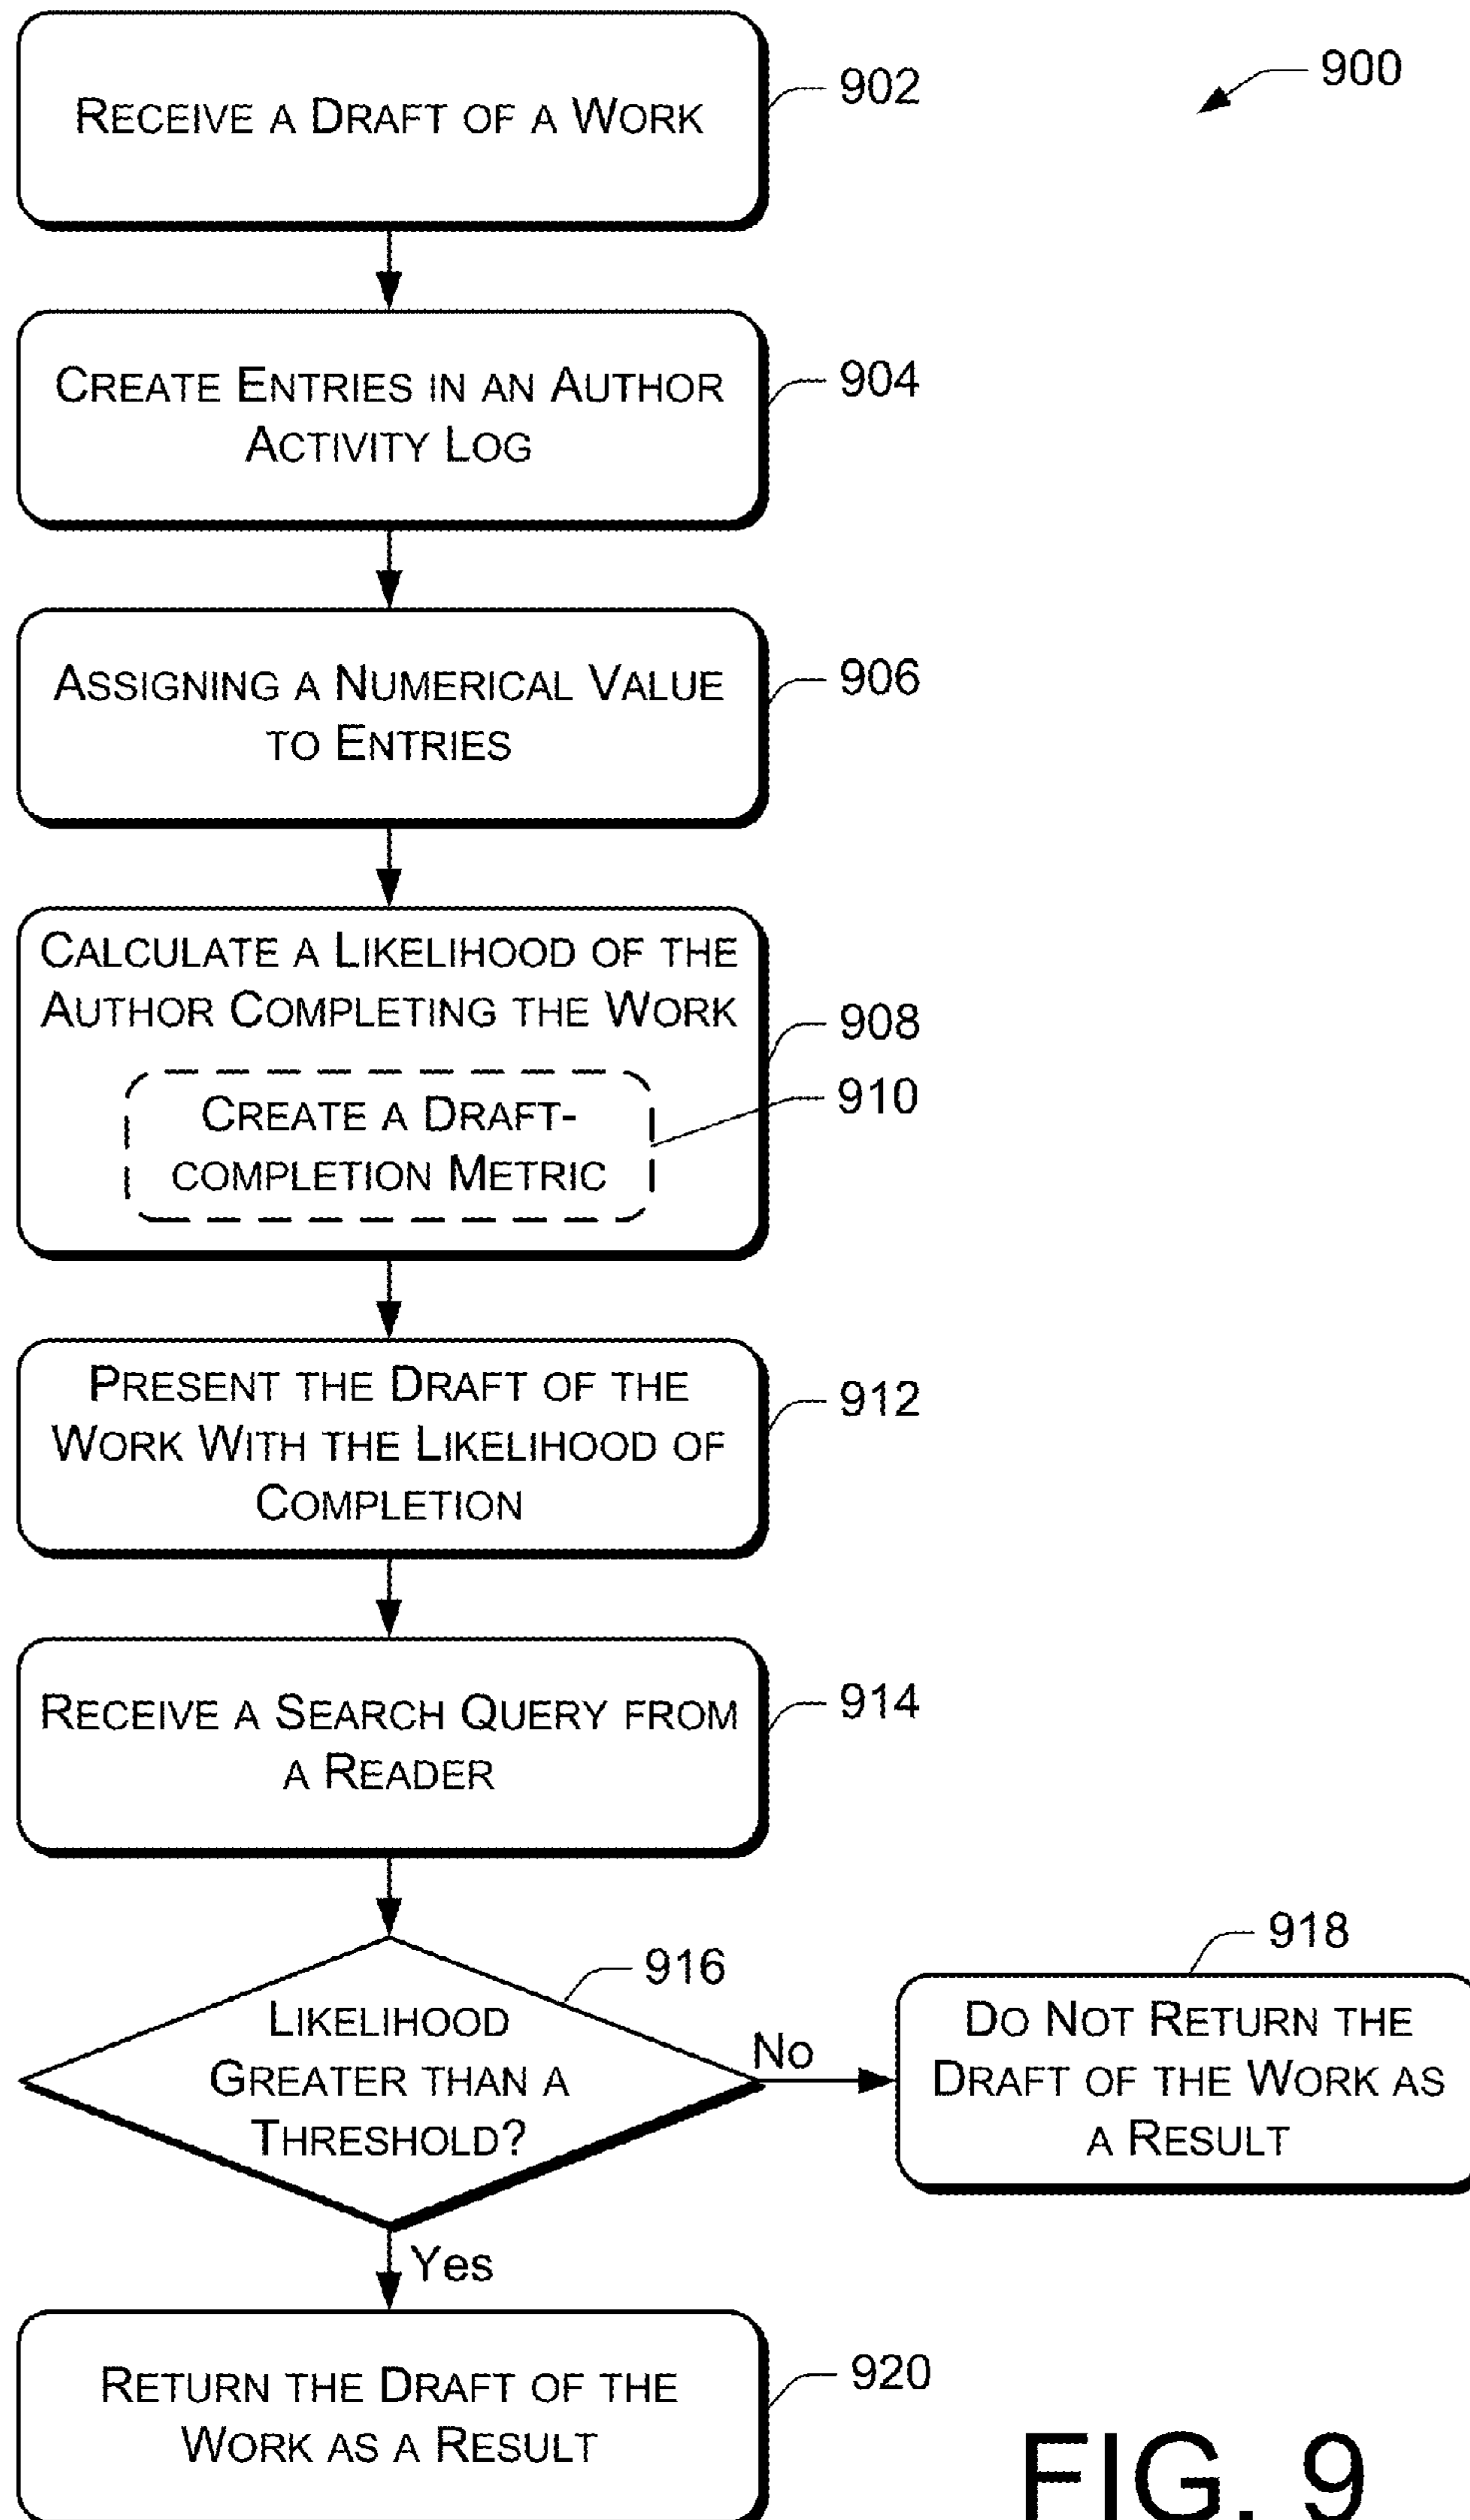 900
RECEIVE A DRAFT OF A WORK
902
CREATE ENTRIES IN AN AUTHOR
ACTIVITY LOG
904
ASSIGNING A NUMERICAL VALUE
TO ENTRIES
906
CALCULATE A LIKELIHOOD OF THE
AUTHOR COMPLETING THE WORK
908
CREATE A DRAFT-
COMPLETION METRIC
910
PRESENT THE DRAFT OF THE
WORK WITH THE LIKELIHOOD OF
COMPLETION
912
RECEIVE A SEARCH QUERY FROM
A READER
914
LIKELIHOOD
GREATER THAN A
THRESHOLD?
916
No
DO NOT RETURN THE
DRAFT OF THE WORK AS
A RESULT
918
Yes
RETURN THE DRAFT OF THE
WORK AS A RESULT
920
FIG. 9